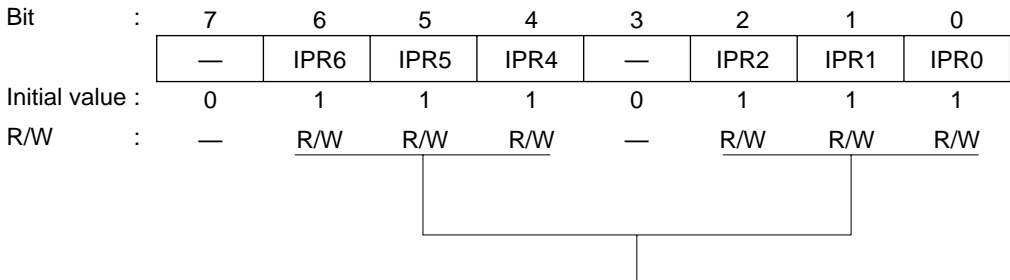 Bit : 7 6 5 4 3 2 1 0
— IPR6 IPR5 IPR4 — IPR2 IPR1 IPR0
Initial value : 0 1 1 1 0 1 1 1
R/W : — R/W R/W R/W — R/W R/W R/W